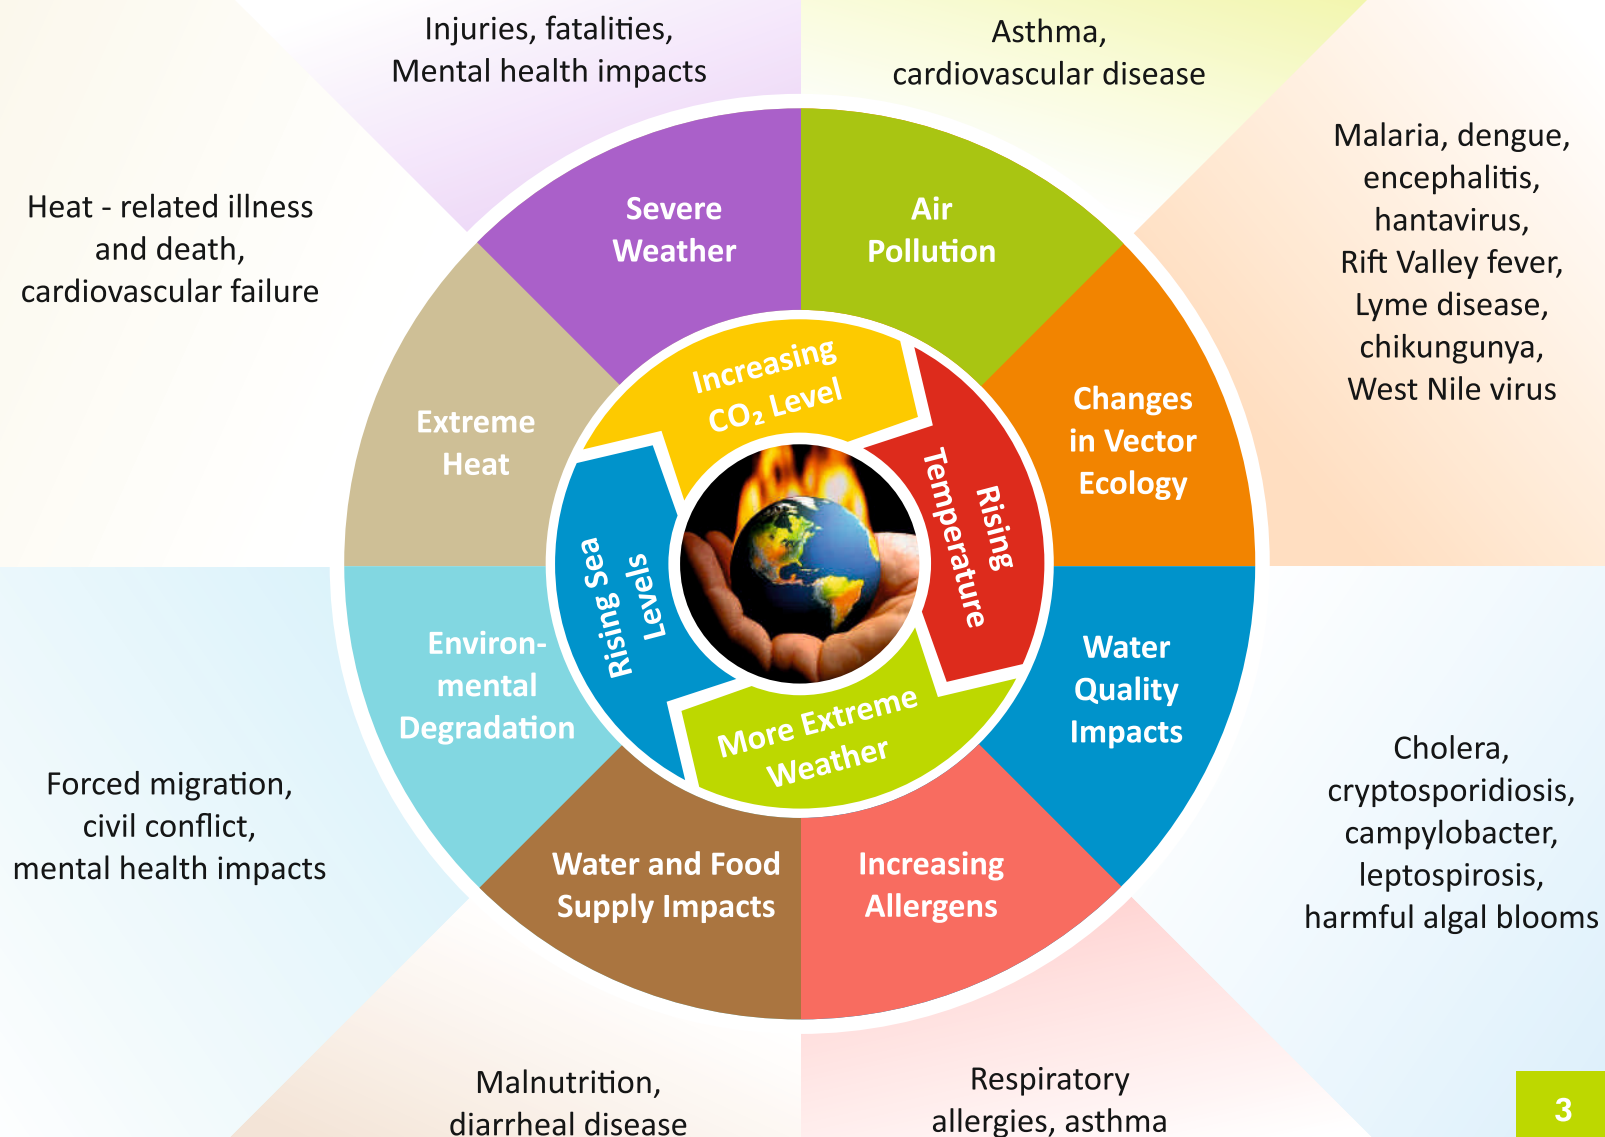 Injuries, fatalities,
Mental health impacts
Asthma,
cardiovascular disease
Malaria, dengue,
encephalitis,
hantavirus,
Rift Valley fever,
Lyme disease,
chikungunya,
West Nile virus
Heat - related illness
and death,
cardiovascular failure
Severe
Weather
Air
Pollution
Extreme
Heat
Changes
in Vector
Ecology
Increasing
CO₂ Level
Rising
Temperature
Rising Sea
Levels
More Extreme
Weather
Environ-
mental
Degradation
Water
Quality
Impacts
Water and Food
Supply Impacts
Increasing
Allergens
Forced migration,
civil conflict,
mental health impacts
Cholera,
cryptosporidiosis,
campylobacter,
leptospirosis,
harmful algal blooms
Malnutrition,
diarrheal disease
Respiratory
allergies, asthma
3